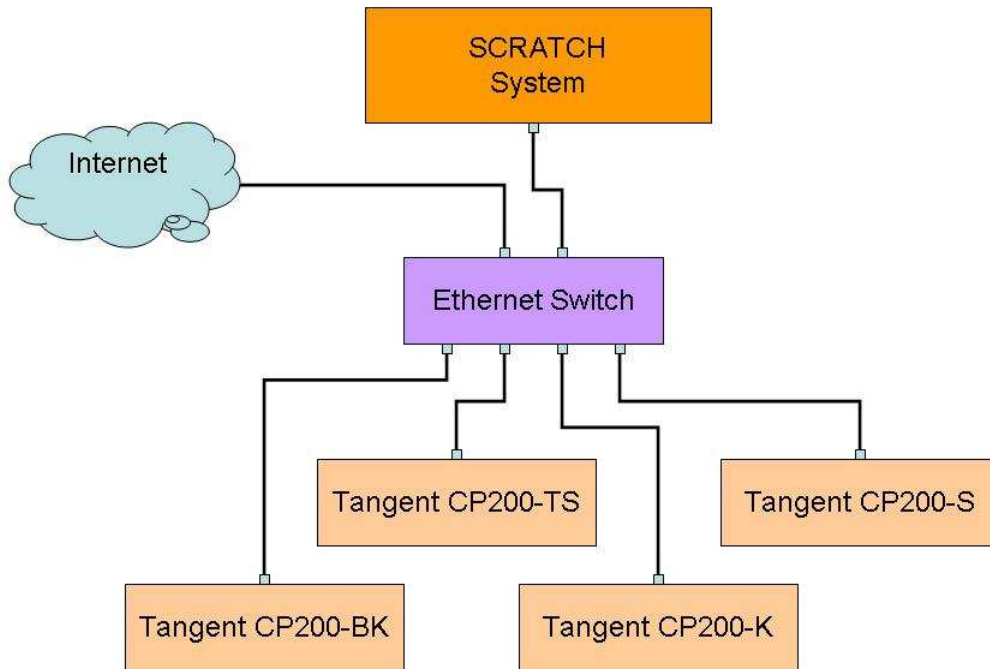 SCRATCH
System
Internet
Ethernet Switch
Tangent CP200-TS
Tangent CP200-S
Tangent CP200-BK
Tangent CP200-K